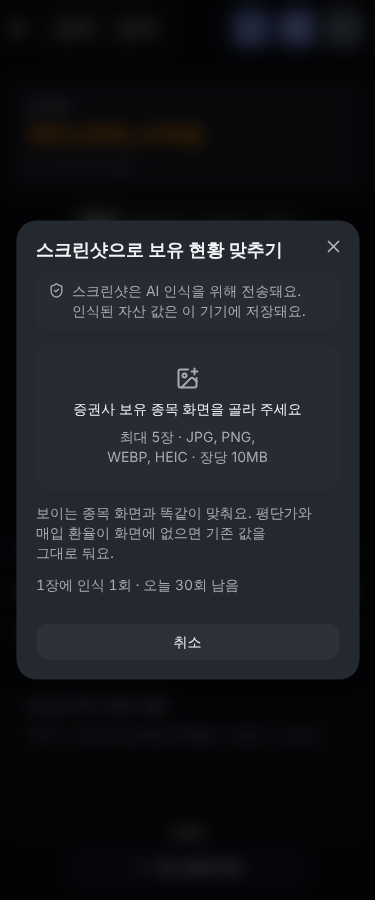 스크린샷으로 보유 현황 맞추기
스크린샷은 AI 인식을 위해 전송돼요.
인식된 자산 값은 이 기기에 저장돼요.
증권사 보유 종목 화면을 골라 주세요
최대 5장 · JPG, PNG,
WEBP, HEIC · 장당 10MB
보이는 종목 화면과 똑같이 맞춰요. 평단가와
매입 환율이 화면에 없으면 기존 값을
그대로 둬요.
1장에 인식 1회 · 오늘 30회 남음
취소